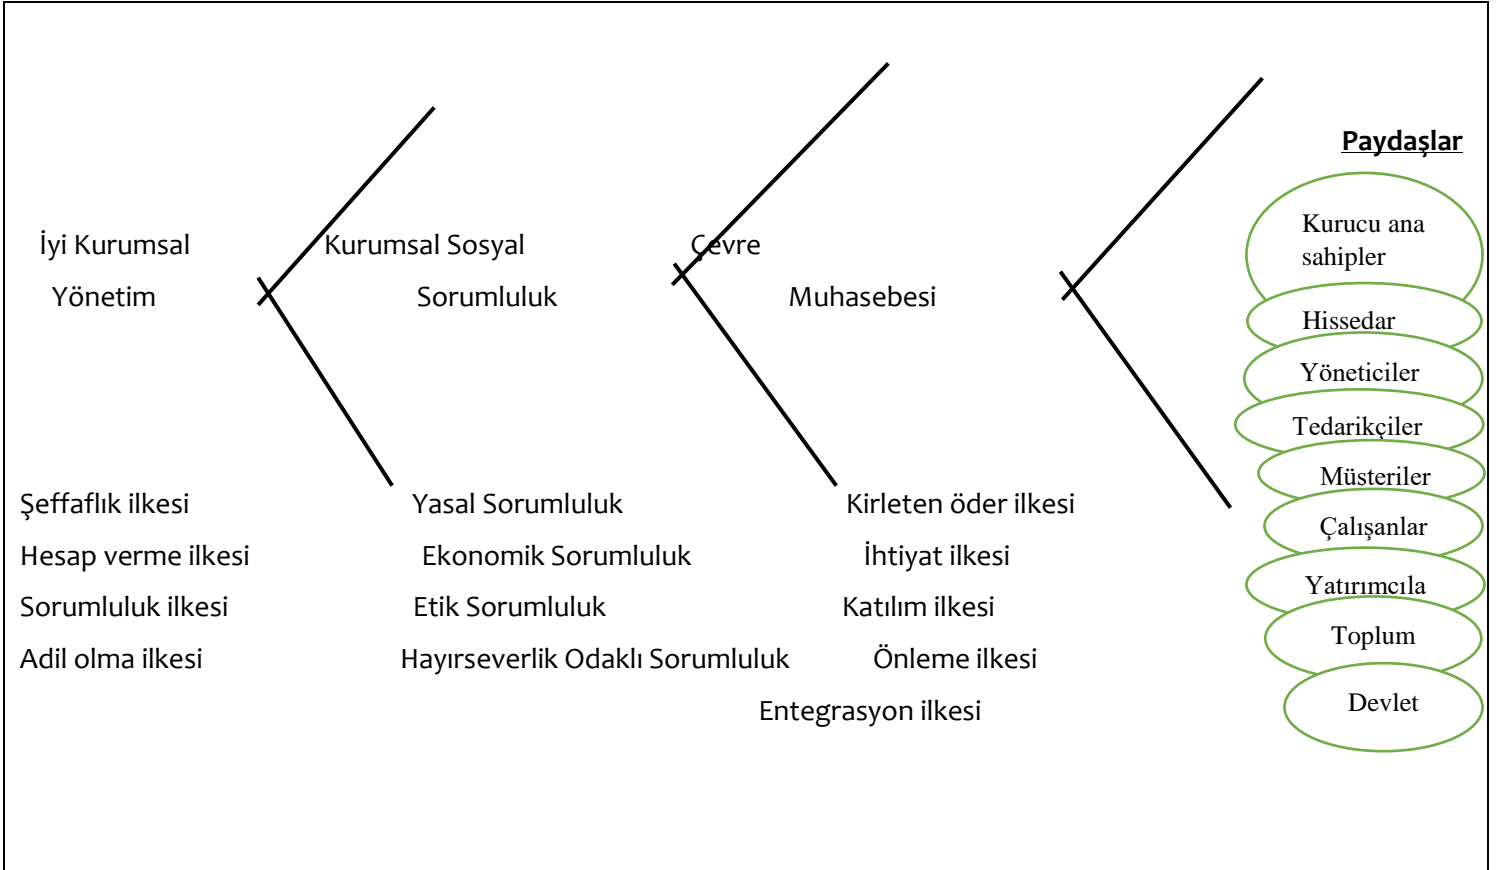 Paydaşlar
İyi Kurumsal Kurumsal Sosyal Çevre
Yönetim Sorumluluk Muhasebesi
Kurucu ana
sahipler
Hissedar
Yöneticiler
Tedarikçiler
Müsteriler
Çalışanlar
Yatırımcıla
Toplum
Devlet
Şeffaflık ilkesi Yasal Sorumluluk Kirleten öder ilkesi
Hesap verme ilkesi Ekonomik Sorumluluk İhtiyat ilkesi
Sorumluluk ilkesi Etik Sorumluluk Katılım ilkesi
Adil olma ilkesi Hayırseverlik Odaklı Sorumluluk Önleme ilkesi
Entegrasyon ilkesi